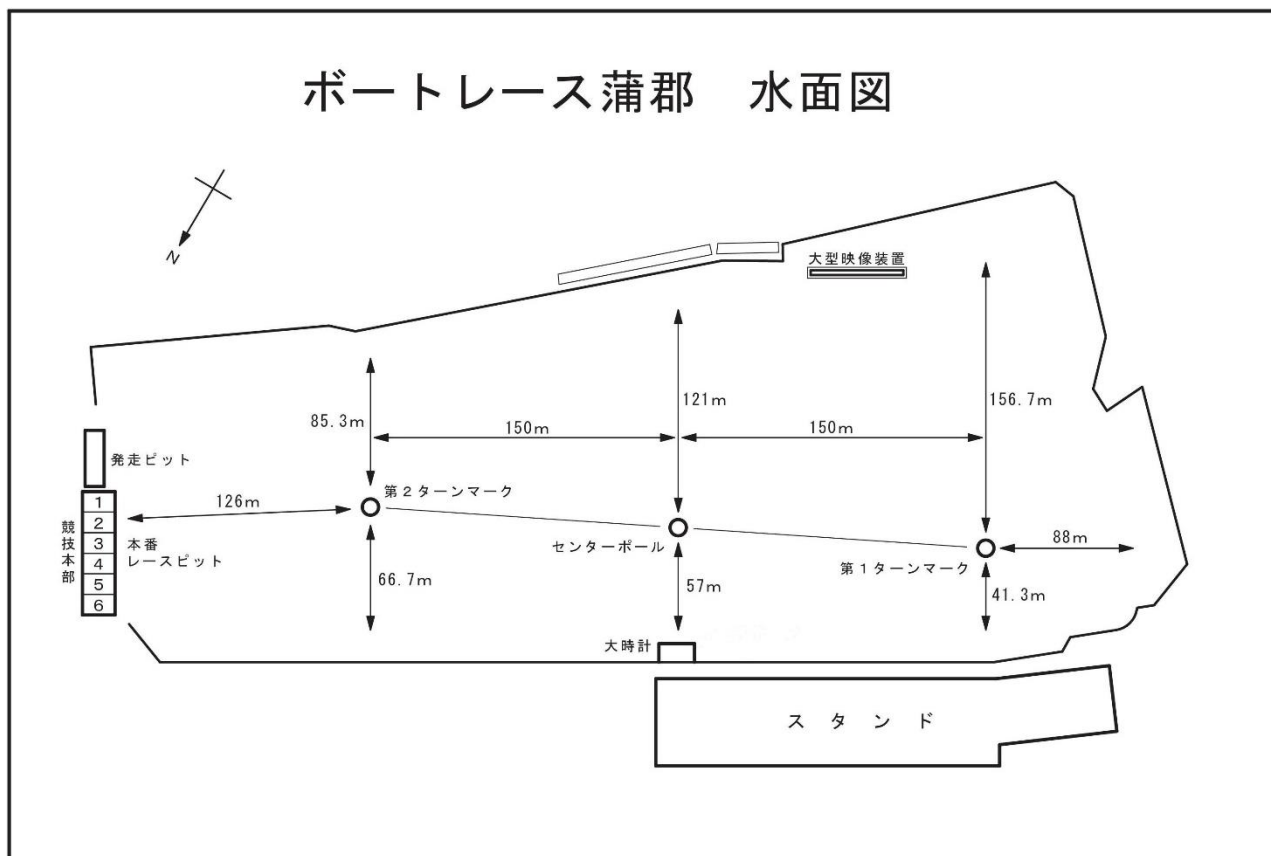 ボートレース蒲郡 水面図
N
大型映像装置
85.3m
121m
156.7m
150m
150m
発走ピット
126m
第2ターンマーク
競技本部
1
2
3
4
5
6
本番
レースピット
センターポール
88m
第1ターンマーク
66.7m
57m
41.3m
大時計
スタンド